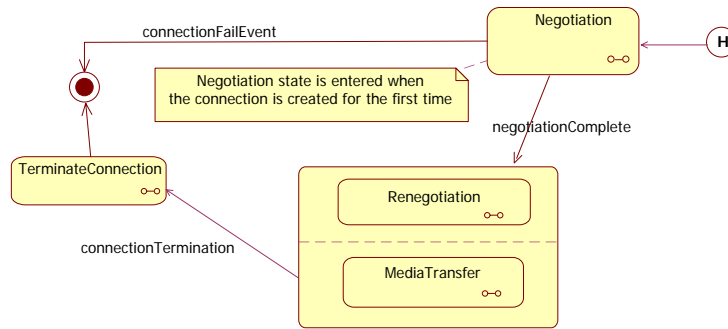 connectionFailEvent
Negotiation
H
Negotiation state is entered when
the connection is created for the first time
negotiationComplete
TerminateConnection
Renegotiation
connectionTermination
MediaTransfer